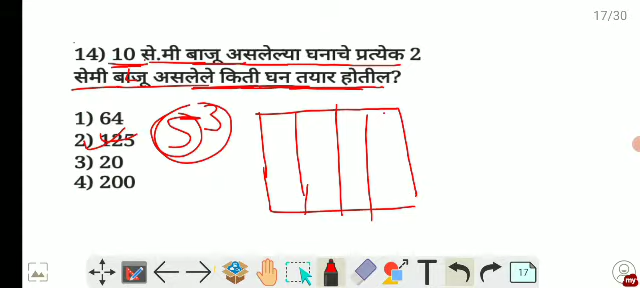 17/30
14) 10 से.मी बाजू असलेल्या घनाचे प्रत्येक 2
सेमी बाजू असलेले किती घन तयार होतील?
1) 64
2) 125
3) 20
4) 200
5³
T
17
my